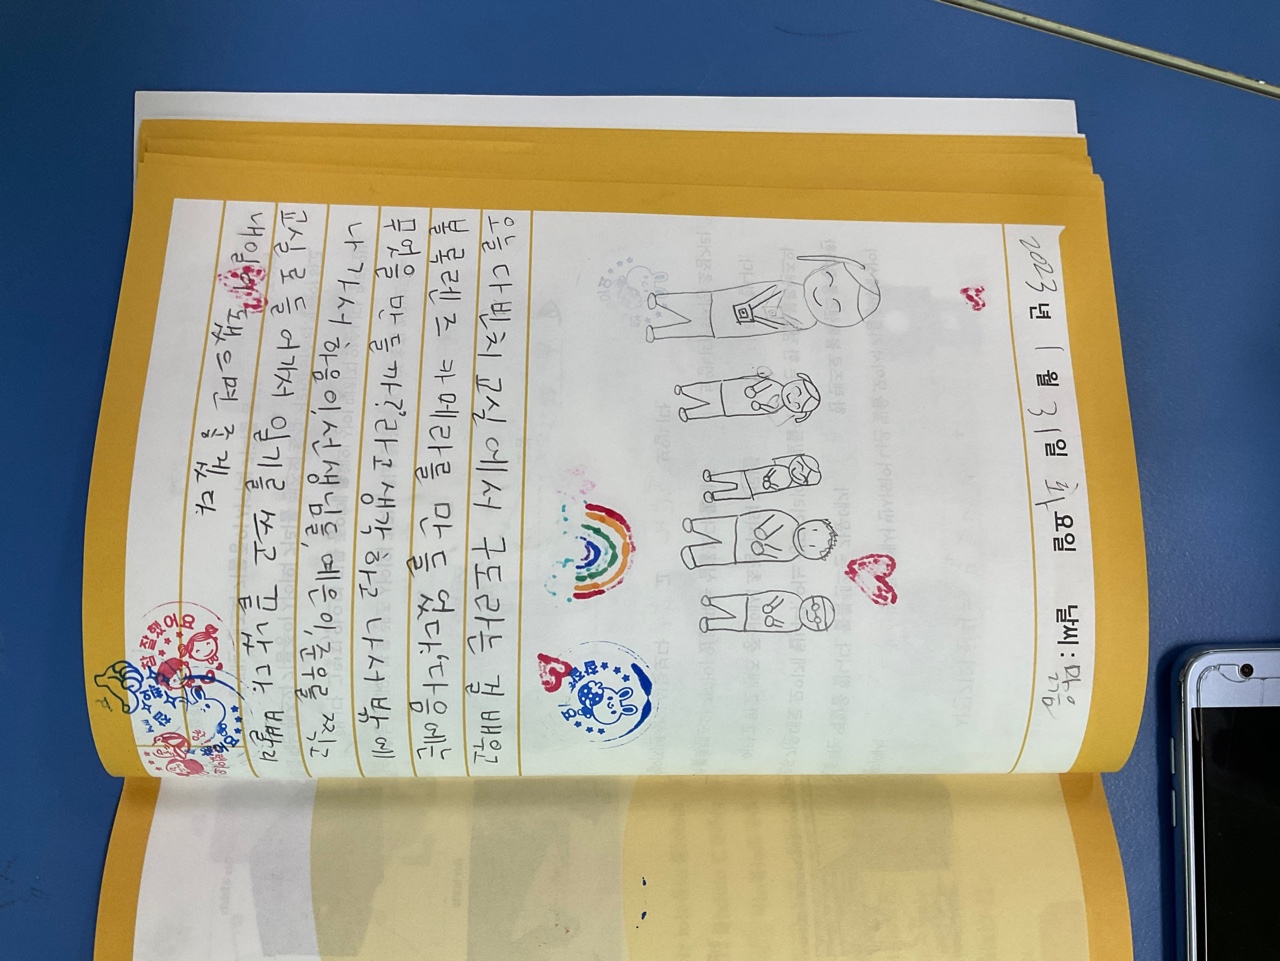 2023년 1월 31일 화요일 날씨: 맑음
오늘 다빈치 교실에서 구도라는 걸 배우고
볼록렌즈 카메라를 만들었다. '다음에는
무엇을 만들까?'라고 생각하고 나서 밖에
나가서 하음이, 선생님들, 예은이, 준우를 찍고
교실로 들어가서 일기를 쓰고 끝났다. 빨리
내일이 됐으면 좋겠다.